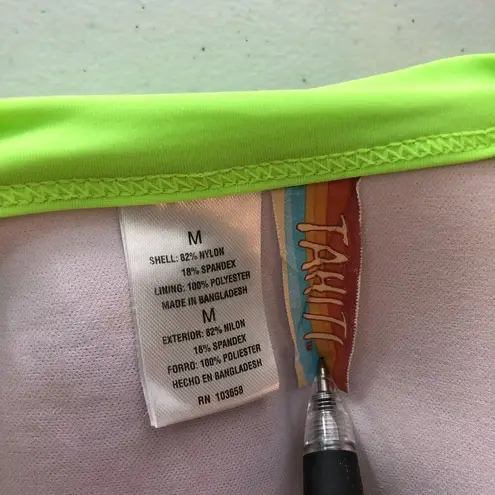 M
SHELL: 82% NYLON
18% SPANDEX
LINING: 100% POLYESTER
MADE IN BANGLADESH
M
EXTERIOR: 82% NILON
18% SPANDEX
FORRO: 100% POLIESTER
HECHO EN BANGLADESH
RN 103658
TAHITI